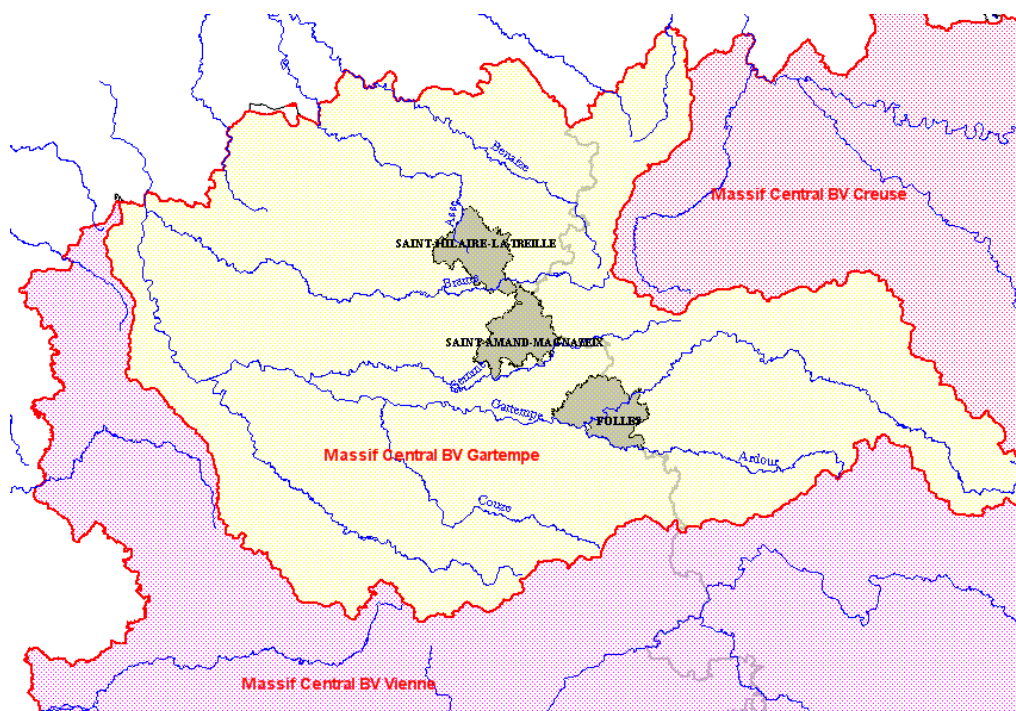 Benaize
Massif Central BV Creuse
Asse
SAINT-HILAIRE-LA-TREILLE
Brame
SAINT-AMAND-MAGNAZEIX
Semme
Gartempe
FOLLES
Massif Central BV Gartempe
Ardour
Couze
Massif Central BV Vienne